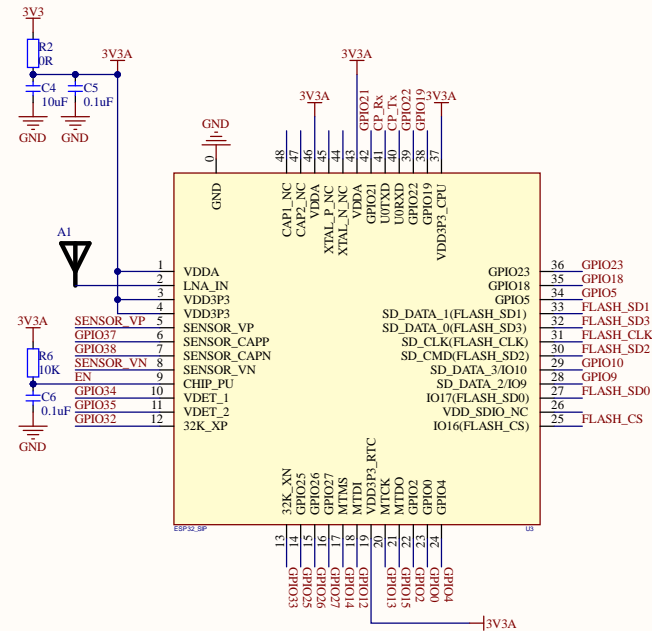 3V3
R2
0R
3V3A
C4
10uF
C5
0.1uF
GND
GND
3V3A
3V3A
3V3A
GPIO21
CP_Rx
CP_Tx
GPIO22
GPIO19
GND
0
48
47
46
45
44
43
42
41
40
39
38
37
GND
CAP1_NC
CAP2_NC
VDDA
XTAL_P_NC
XTAL_N_NC
VDDA
GPIO21
U0TXD
U0RXD
GPIO22
GPIO19
VDD3P3_CPU
A1
1 VDDA
2 LNA_IN
3 VDD3P3
4 VDD3P3
SENSOR_VP 5 SENSOR_VP
GPIO37 6 SENSOR_CAPP
GPIO38 7 SENSOR_CAPN
SENSOR_VN 8 SENSOR_VN
EN 9 CHIP_PU
GPIO34 10 VDET_1
GPIO35 11 VDET_2
GPIO32 12 32K_XP
3V3A
R6
10K
C6
0.1uF
GND
GPIO23 36 GPIO23
GPIO18 35 GPIO18
GPIO5 34 GPIO5
SD_DATA_1(FLASH_SD1) 33 FLASH_SD1
SD_DATA_0(FLASH_SD3) 32 FLASH_SD3
SD_CLK(FLASH_CLK) 31 FLASH_CLK
SD_CMD(FLASH_SD2) 30 FLASH_SD2
SD_DATA_3/IO10 29 GPIO10
SD_DATA_2/IO9 28 GPIO9
IO17(FLASH_SD0) 27 FLASH_SD0
VDD_SDIO_NC 26
IO16(FLASH_CS) 25 FLASH_CS
32K_XN
GPIO25
GPIO26
GPIO27
MTMS
MTDI
VDD3P3_RTC
MTCK
MTDO
GPIO2
GPIO0
GPIO4
ESP32_SIP
U3
13
14
15
16
17
18
19
20
21
22
23
24
GPIO33
GPIO25
GPIO26
GPIO27
GPIO14
GPIO12
GPIO13
GPIO15
GPIO2
GPIO0
GPIO4
3V3A